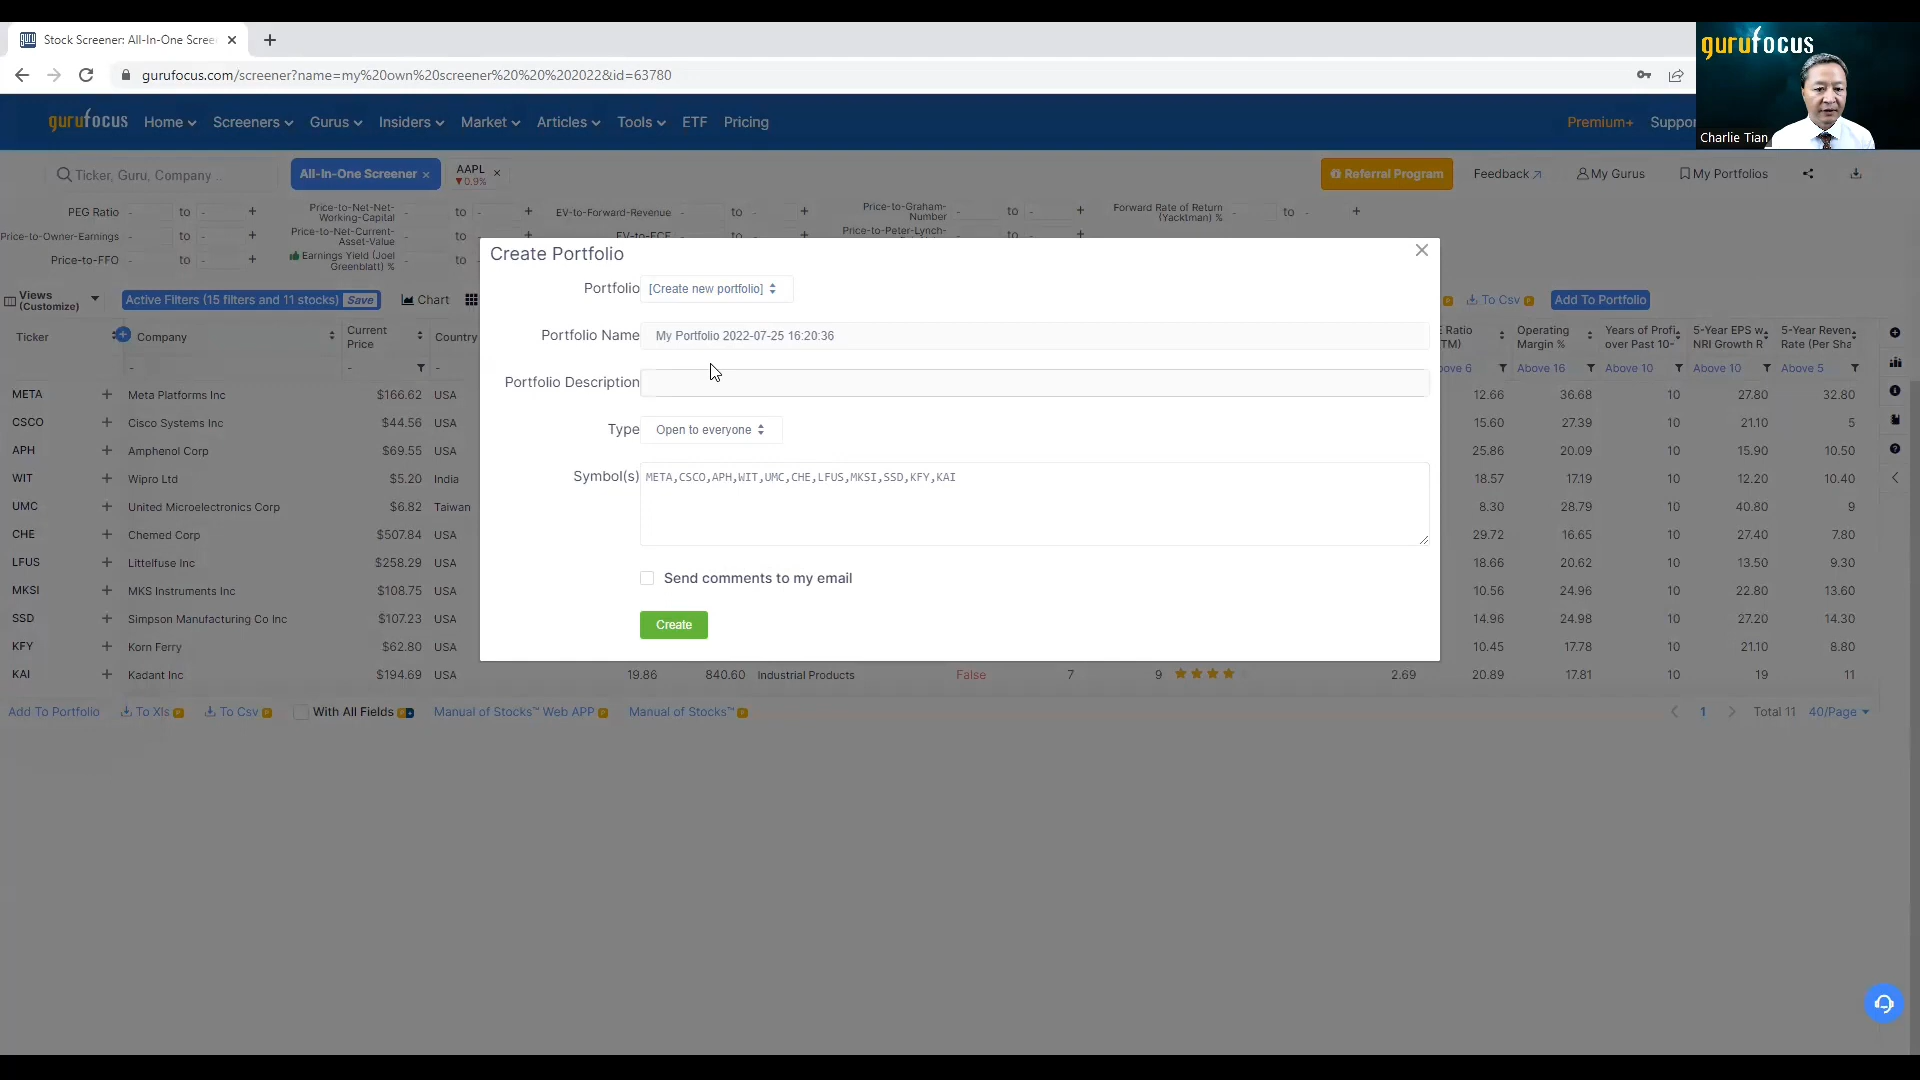 Stock Screener: All-In-One Scree
gurufocus.com/screener?name=my%20own%20screener%20%20%202022&id=63780
gurufocus
Charlie Tian
gurufocus
Home
Screeners
Gurus
Insiders
Market
Articles
Tools
ETF
Pricing
Premium+
Suppor
Ticker, Guru, Company ..
All-In-One Screener ×
AAPL ×
▼0.9%
Referral Program
Feedback
My Gurus
My Portfolios
PEG Ratio - to - +
Price-to-Net-Net-Working-Capital - to - +
EV-to-Forward-Revenue - to - +
Price-to-Graham-Number - to - +
Forward Rate of Return (Yacktman) % - to - +
Price-to-Owner-Earnings - to - +
Price-to-Net-Current-Asset-Value - to - +
EV-to-FCF - to - +
Price-to-Peter-Lynch- - to - +
Price-to-FFO - to - +
Earnings Yield (Joel Greenblatt) % - to
Views (Customize)
Active Filters (15 filters and 11 stocks) Save
Chart
To Csv
Add To Portfolio
Create Portfolio
Portfolio [Create new portfolio]
Portfolio Name My Portfolio 2022-07-25 16:20:36
Portfolio Description
Type Open to everyone
Symbol(s) META,CSCO,APH,WIT,UMC,CHE,LFUS,MKSI,SSD,KFY,KAI
Send comments to my email
Create
Ticker Company Current Price Country E Ratio TM) Operating Margin % Years of Profi over Past 10- 5-Year EPS w. NRI Growth R 5-Year Reven Rate (Per Sha
- - - bove 6 Above 16 Above 10 Above 10 Above 5
META + Meta Platforms Inc $166.62 USA 12.66 36.68 10 27.80 32.80
CSCO + Cisco Systems Inc $44.56 USA 15.60 27.39 10 21.10 5
APH + Amphenol Corp $69.55 USA 25.86 20.09 10 15.90 10.50
WIT + Wipro Ltd $5.20 India 18.57 17.19 10 12.20 10.40
UMC + United Microelectronics Corp $6.82 Taiwan 8.30 28.79 10 40.80 9
CHE + Chemed Corp $507.84 USA 29.72 16.65 10 27.40 7.80
LFUS + Littelfuse Inc $258.29 USA 18.66 20.62 10 13.50 9.30
MKSI + MKS Instruments Inc $108.75 USA 10.56 24.96 10 22.80 13.60
SSD + Simpson Manufacturing Co Inc $107.23 USA 14.96 24.98 10 27.20 14.30
KFY + Korn Ferry $62.80 USA 10.45 17.78 10 21.10 8.80
KAI + Kadant Inc $194.69 USA 19.86 840.60 Industrial Products False 7 9 2.69 20.89 17.81 10 19 11
Add To Portfolio
To Xls
To Csv
With All Fields
Manual of Stocks™ Web APP
Manual of Stocks™
1
Total 11
40/Page